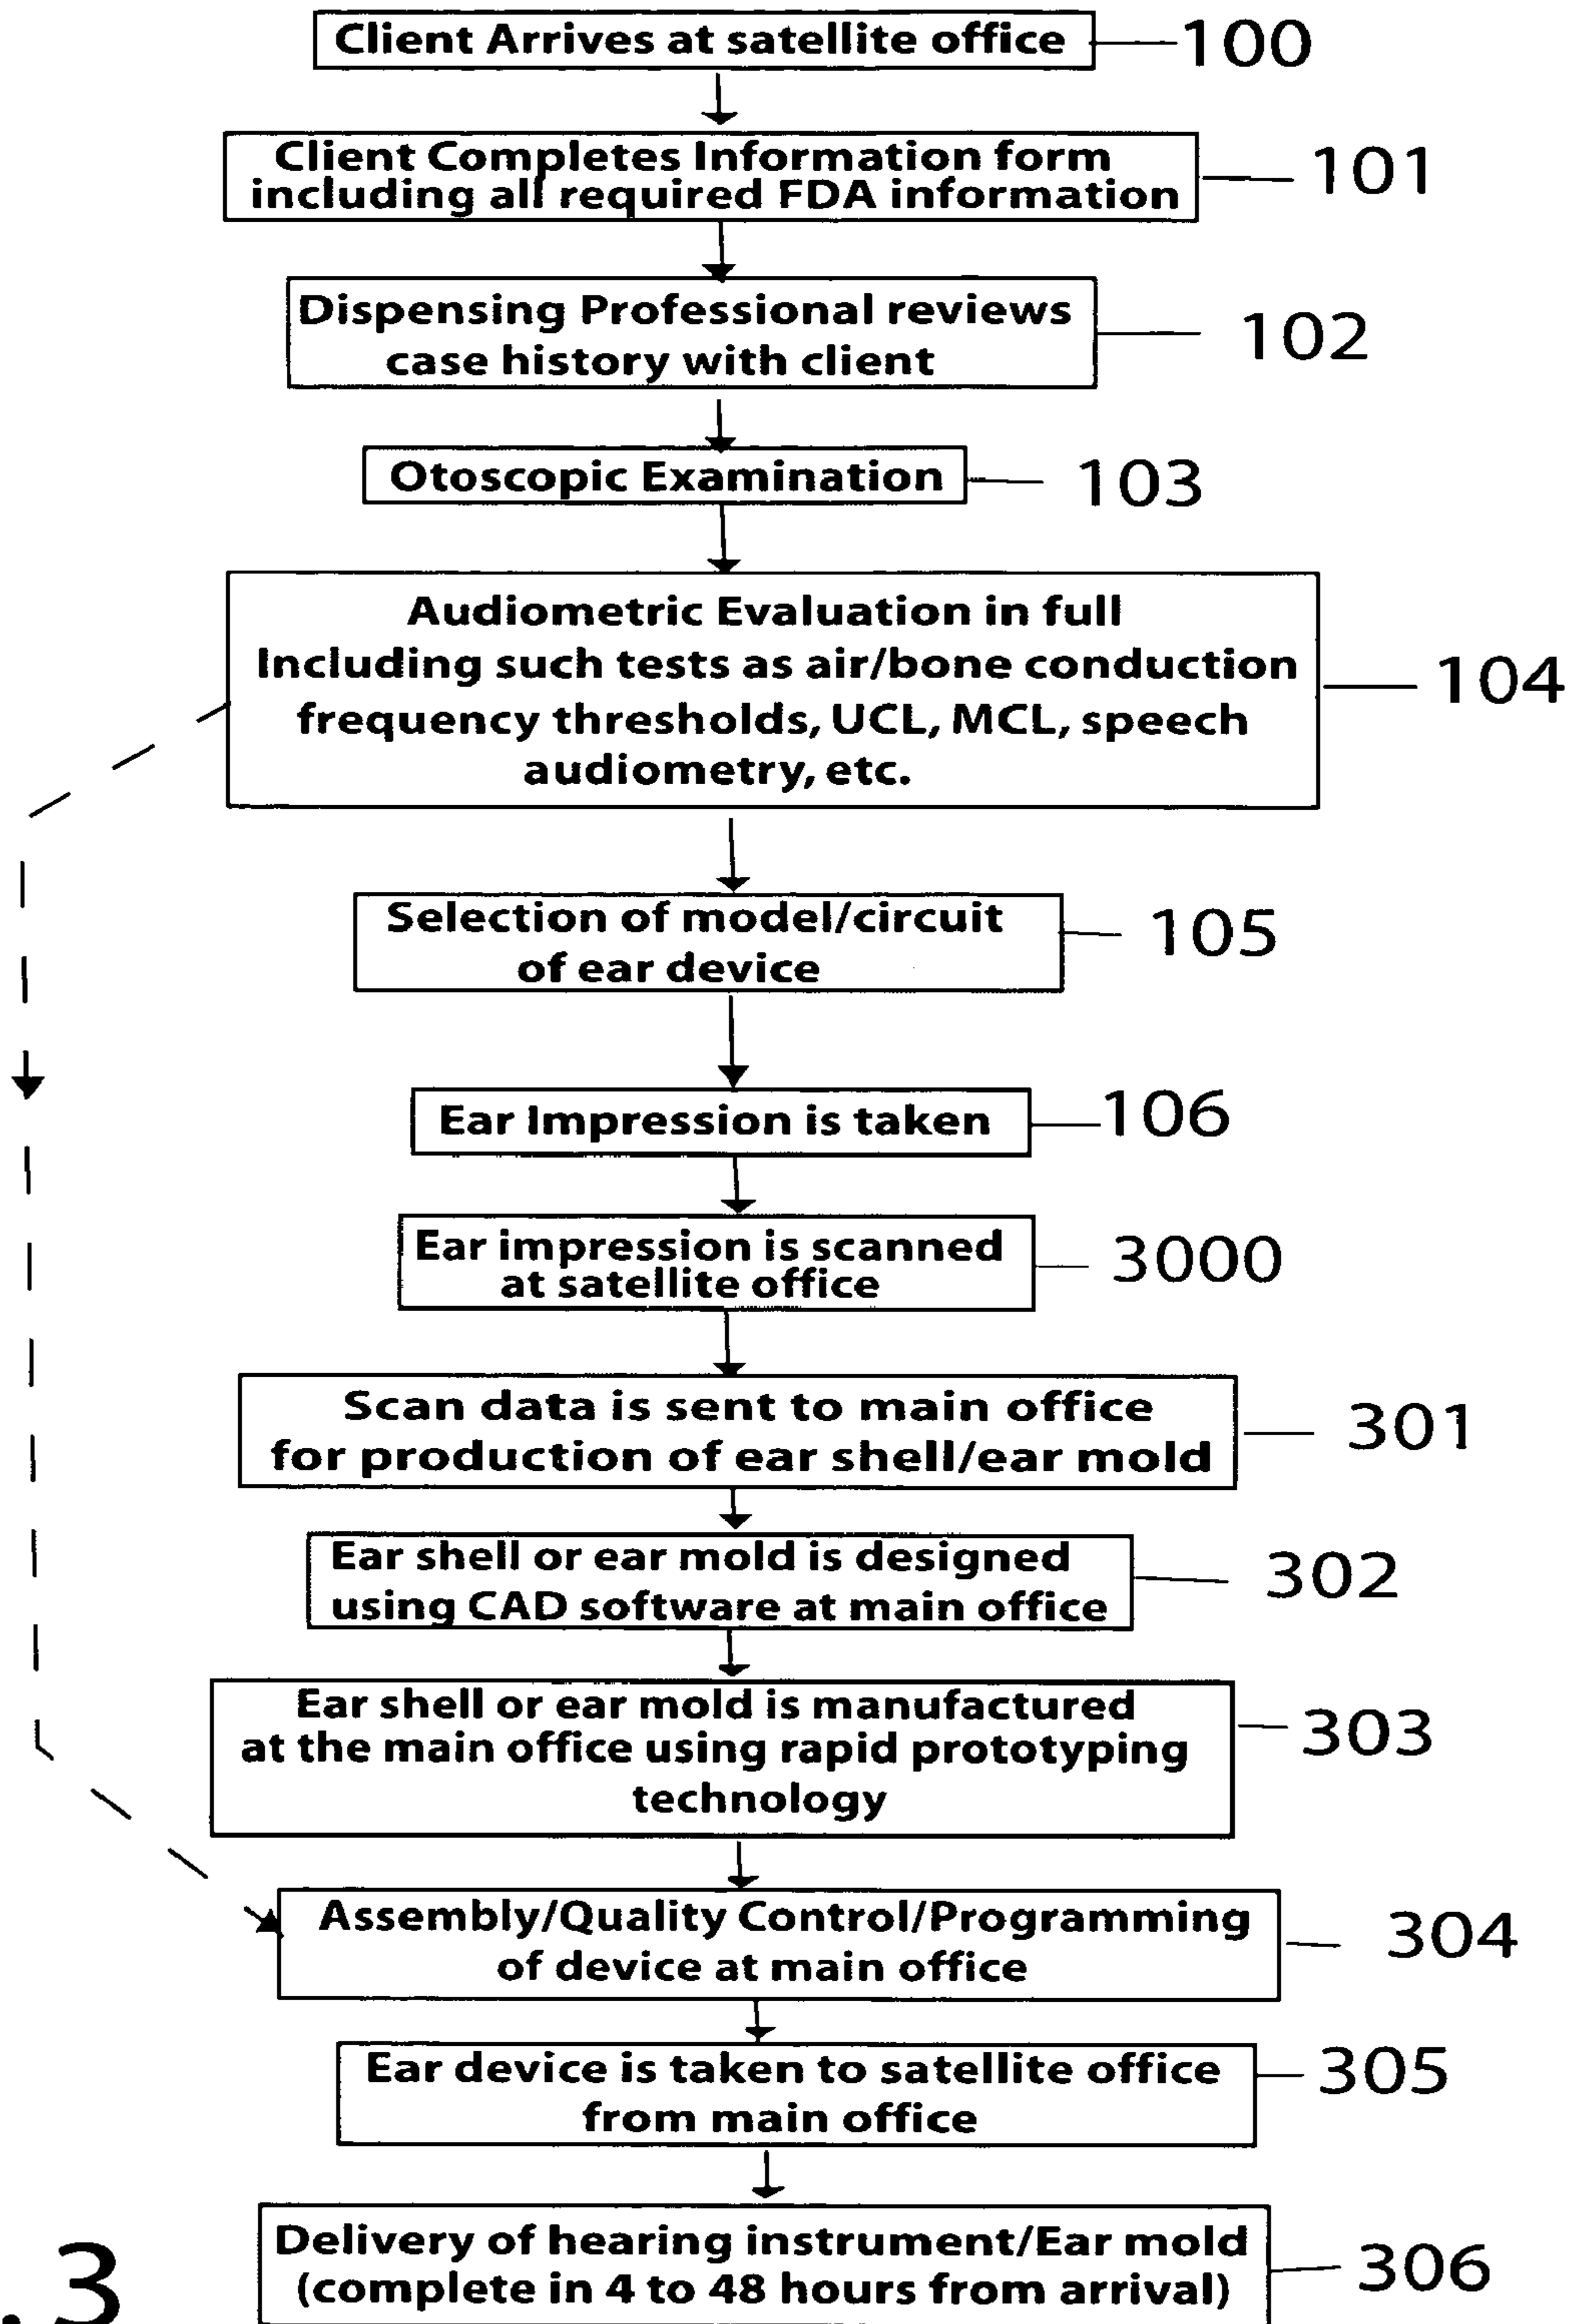 Client Arrives at satellite office
100
Client Completes Information form
including all required FDA information
101
Dispensing Professional reviews
case history with client
102
Otoscopic Examination
103
Audiometric Evaluation in full
Including such tests as air/bone conduction
frequency thresholds, UCL, MCL, speech
audiometry, etc.
104
Selection of model/circuit
of ear device
105
Ear Impression is taken
106
Ear impression is scanned
at satellite office
3000
Scan data is sent to main office
for production of ear shell/ear mold
301
Ear shell or ear mold is designed
using CAD software at main office
302
Ear shell or ear mold is manufactured
at the main office using rapid prototyping
technology
303
Assembly/Quality Control/Programming
of device at main office
304
Ear device is taken to satellite office
from main office
305
Delivery of hearing instrument/Ear mold
(complete in 4 to 48 hours from arrival)
306
. 3